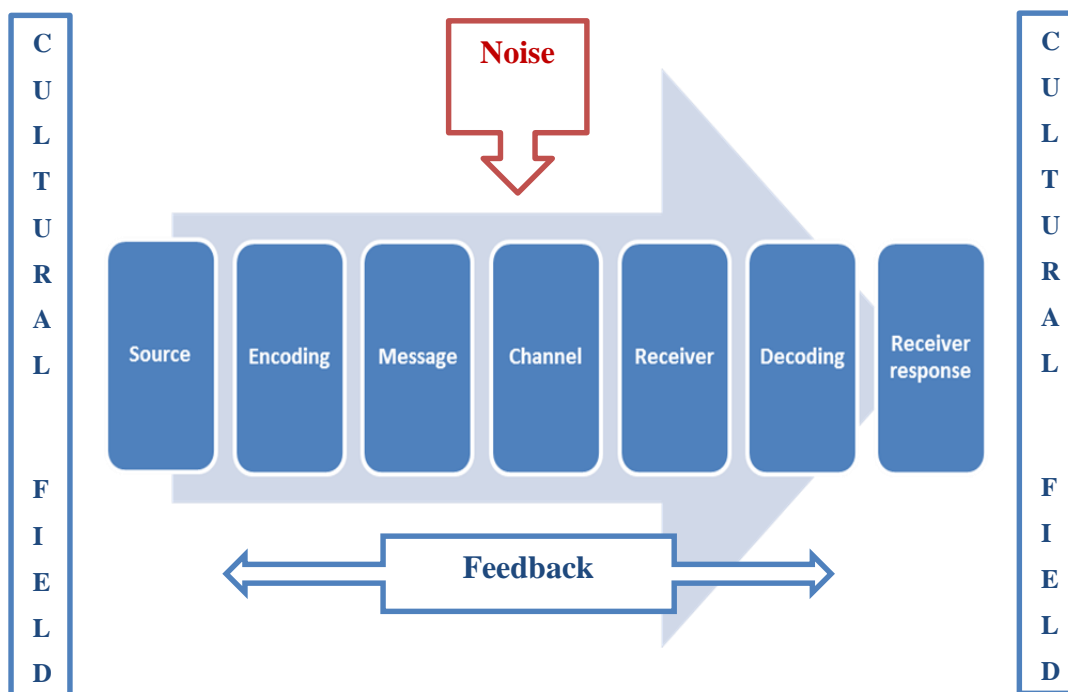 CULTURAL FIELD
Noise
Source
Encoding
Message
Channel
Receiver
Decoding
Receiver
response
Feedback
CULTURAL FIELD